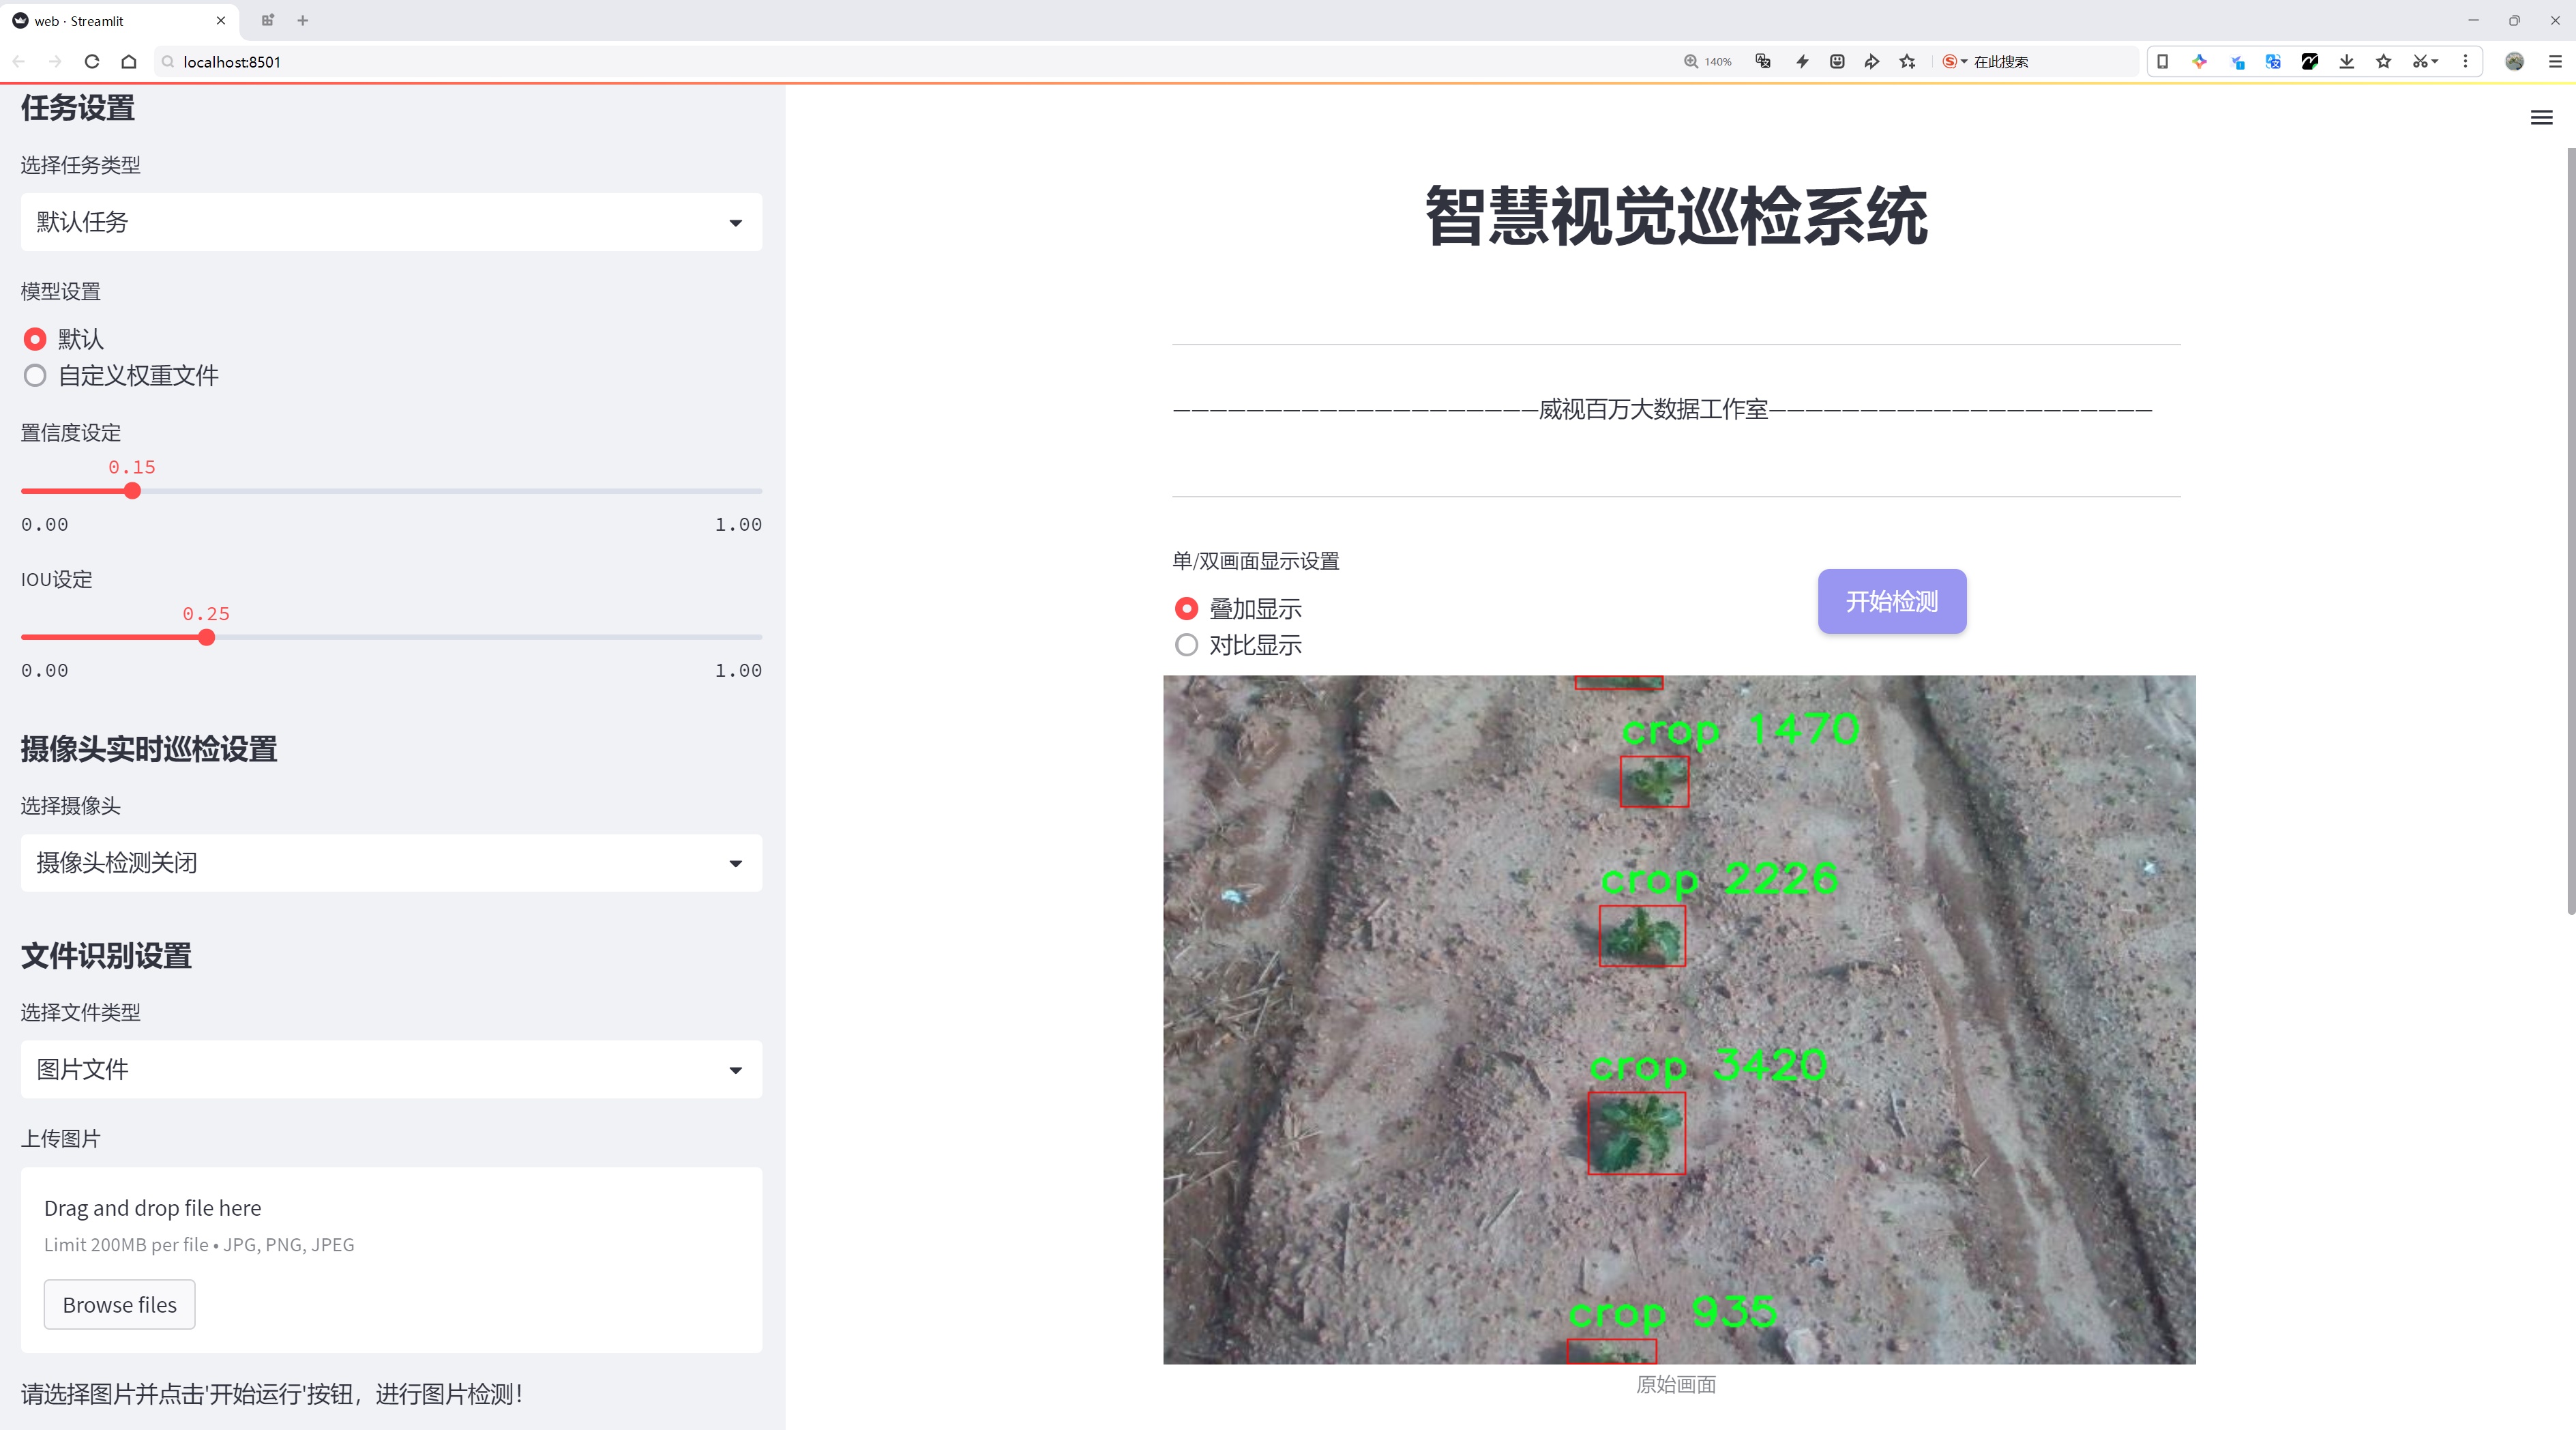 web · Streamlit
localhost:8501
140%
在此搜索
任务设置
选择任务类型
默认任务
模型设置
默认
自定义权重文件
置信度设定
0.15
0.00
1.00
IOU设定
0.25
0.00
1.00
摄像头实时巡检设置
选择摄像头
摄像头检测关闭
文件识别设置
选择文件类型
图片文件
上传图片
Drag and drop file here
Limit 200MB per file • JPG, PNG, JPEG
Browse files
请选择图片并点击'开始运行'按钮，进行图片检测！
智慧视觉巡检系统
————————————————————威视百万大数据工作室—————————————————————
单/双画面显示设置
叠加显示
对比显示
开始检测
crop 1470
crop 2226
crop 3420
crop 935
原始画面